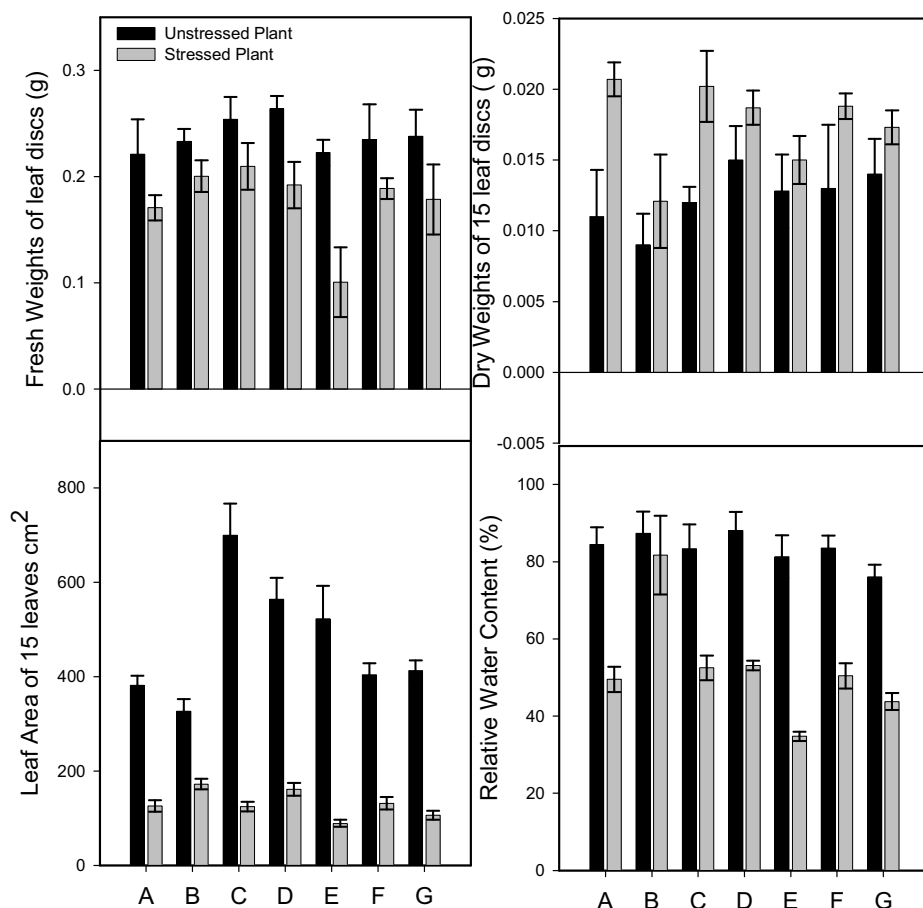 Unstressed Plant
Stressed Plant
Fresh Weights of leaf discs (g)
0.3
0.2
0.1
0.0
Dry Weights of 15 leaf discs ( g)
0.025
0.020
0.015
0.010
0.005
0.000
-0.005
Leaf Area of 15 leaves cm²
800
600
400
200
0
A B C D E F G
Relative Water Content (%)
100
80
60
40
20
0
A B C D E F G